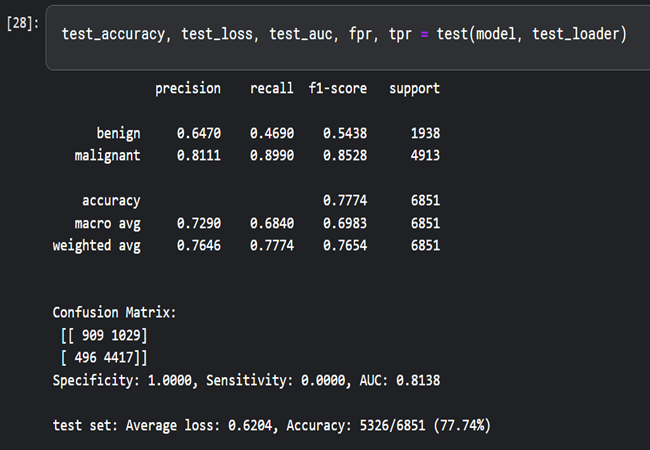 [28]: test_accuracy, test_loss, test_auc, fpr, tpr = test(model, test_loader)
precision recall f1-score support
benign 0.6470 0.4690 0.5438 1938
malignant 0.8111 0.8990 0.8528 4913
accuracy 0.7774 6851
macro avg 0.7290 0.6840 0.6983 6851
weighted avg 0.7646 0.7774 0.7654 6851
Confusion Matrix:
[[ 909 1029]
[ 496 4417]]
Specificity: 1.0000, Sensitivity: 0.0000, AUC: 0.8138
test set: Average loss: 0.6204, Accuracy: 5326/6851 (77.74%)